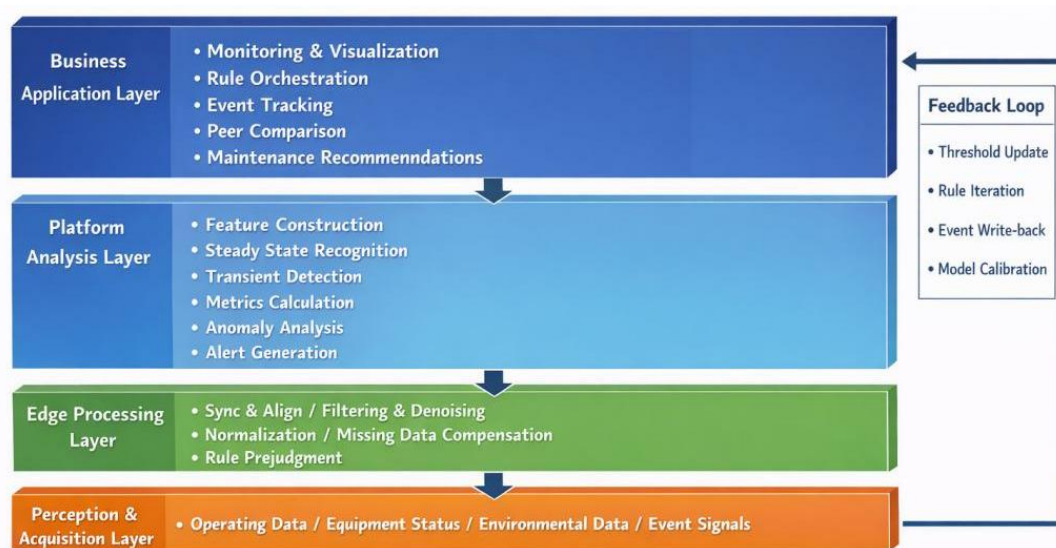 Business
Application Layer
• Monitoring & Visualization
• Rule Orchestration
• Event Tracking
• Peer Comparison
• Maintenance Recommenndations
Platform
Analysis Layer
• Feature Construction
• Steady State Recognition
• Transient Detection
• Metrics Calculation
• Anomaly Analysis
• Alert Generation
Edge Processing
Layer
• Sync & Align / Filtering & Denoising
• Normalization / Missing Data Compensation
• Rule Prejudgment
Perception &
Acquisition Layer
• Operating Data / Equipment Status / Environmental Data / Event Signals
Feedback Loop
• Threshold Update
• Rule Iteration
• Event Write-back
• Model Calibration